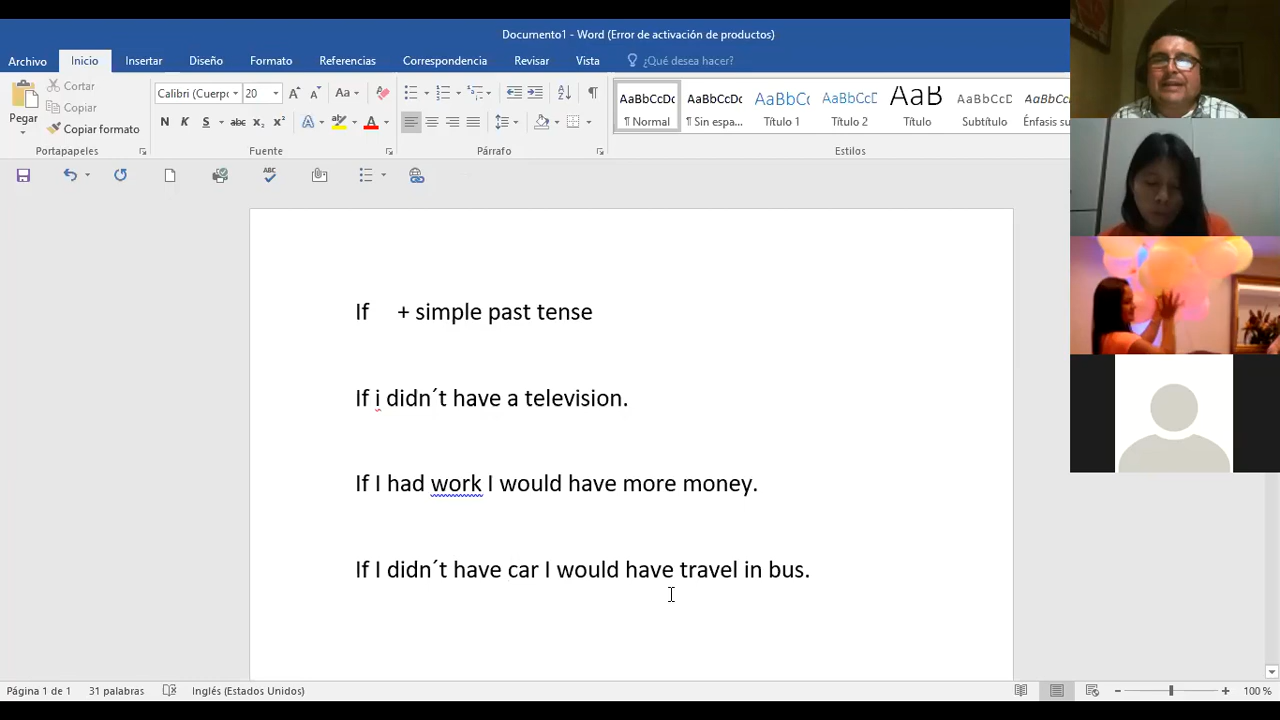 Documento1 - Word (Error de activación de productos)
Archivo Inicio Insertar Diseño Formato Referencias Correspondencia Revisar Vista ¿Qué desea hacer?
Pegar
Cortar
Copiar
Copiar formato
Portapapeles
Calibri (Cuerpo 20
N K S abc x₂ x²
Fuente
Párrafo
AaBbCcDc AaBbCcDc AaBbCc AaBbCcD AaB AaBbCcD AaBbCcDc
¶ Normal ¶ Sin espa... Título 1 Título 2 Título Subtítulo Énfasis su
Estilos
If + simple past tense
If i didn´t have a television.
If I had work I would have more money.
If I didn´t have car I would have travel in bus.
Página 1 de 1 31 palabras Inglés (Estados Unidos) 100 %